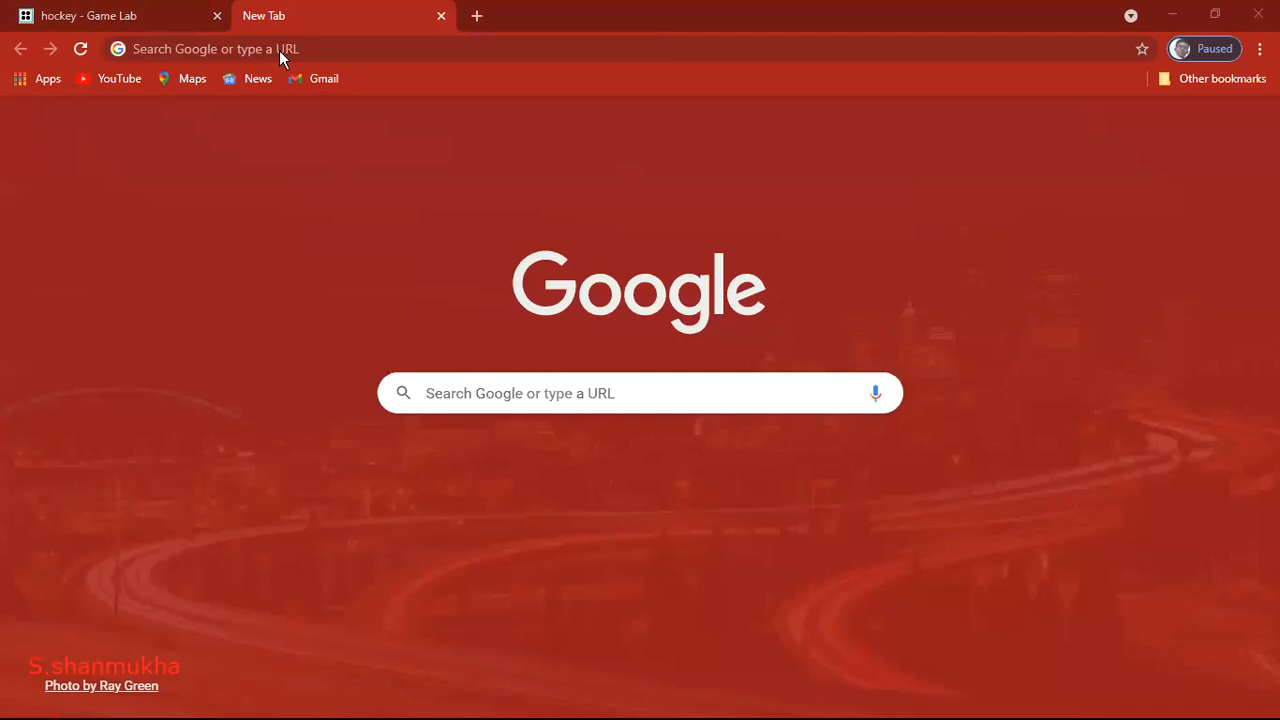 hockey - Game Lab
New Tab
Search Google or type a URL
Paused
Apps
YouTube
Maps
News
Gmail
Other bookmarks
Google
Search Google or type a URL
S.shanmukha
Photo by Ray Green